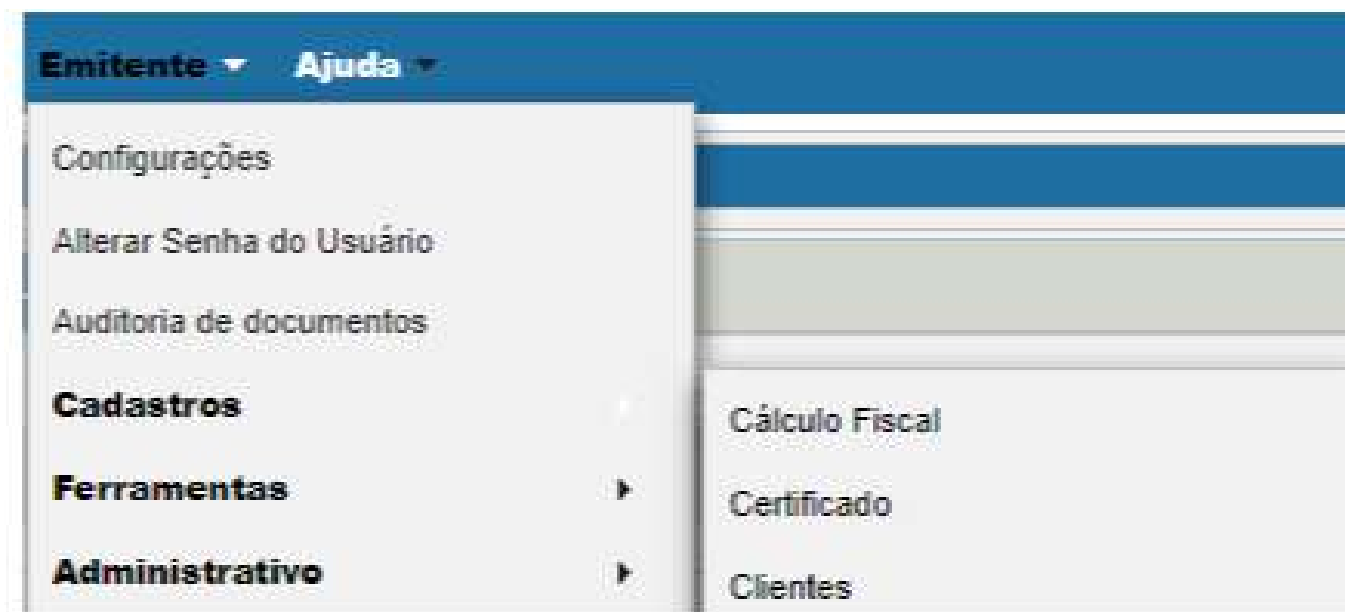 Emitente Ajuda
Configurações
Alterar Senha do Usuário
Auditoria de documentos
Cadastros
Ferramentas
Administrativo
Cálculo Fiscal
Certificado
Clientes